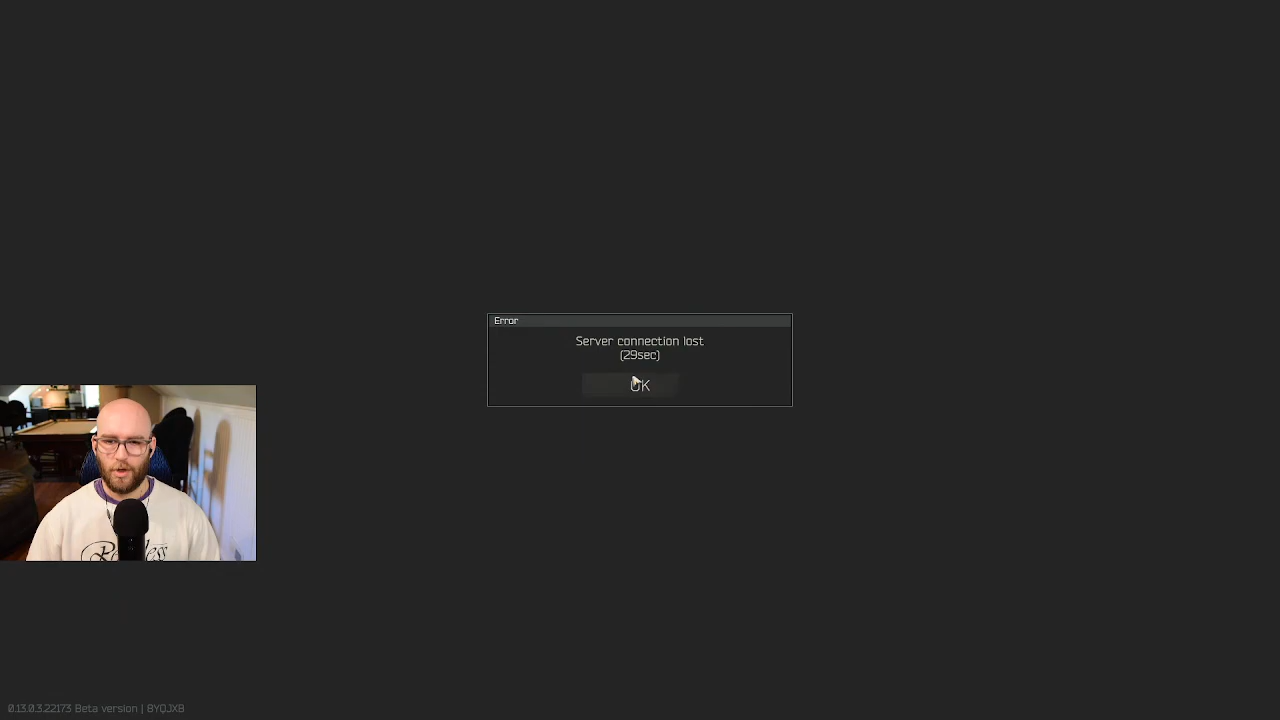 Error
Server connection lost
(29sec)
OK
0.13.0.3.22173 Beta version | 8YQJXB